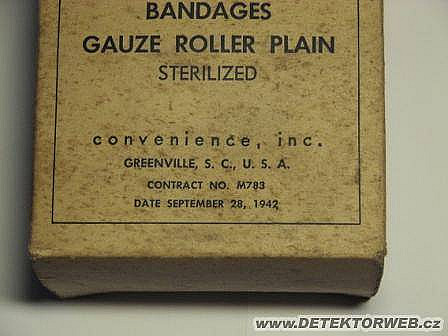 BANDAGES
GAUZE ROLLER PLAIN
STERILIZED
convenience, inc.
GREENVILLE, S. C., U. S. A.
CONTRACT NO. M783
DATE SEPTEMBER 28, 1942
www.DETEKTORWEB.cz